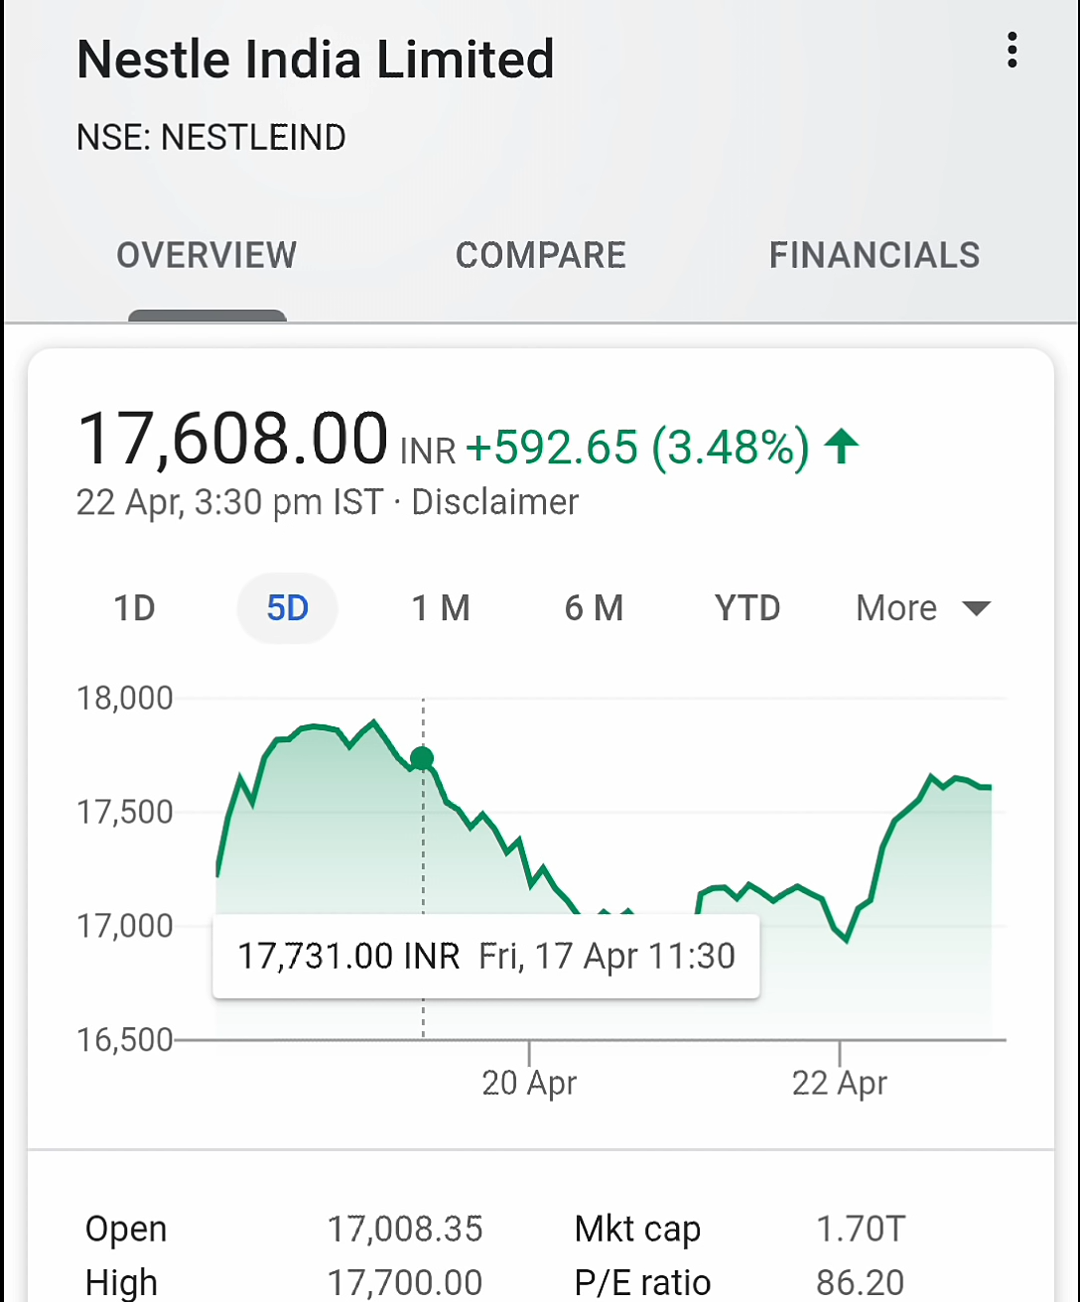 Nestle India Limited
NSE: NESTLEIND
OVERVIEW COMPARE FINANCIALS
17,608.00 INR +592.65 (3.48%)
22 Apr, 3:30 pm IST · Disclaimer
1D 5D 1 M 6 M YTD More
18,000
17,500
17,000
17,731.00 INR Fri, 17 Apr 11:30
16,500
20 Apr 22 Apr
Open 17,008.35 Mkt cap 1.70T
High 17,700.00 P/E ratio 86.20